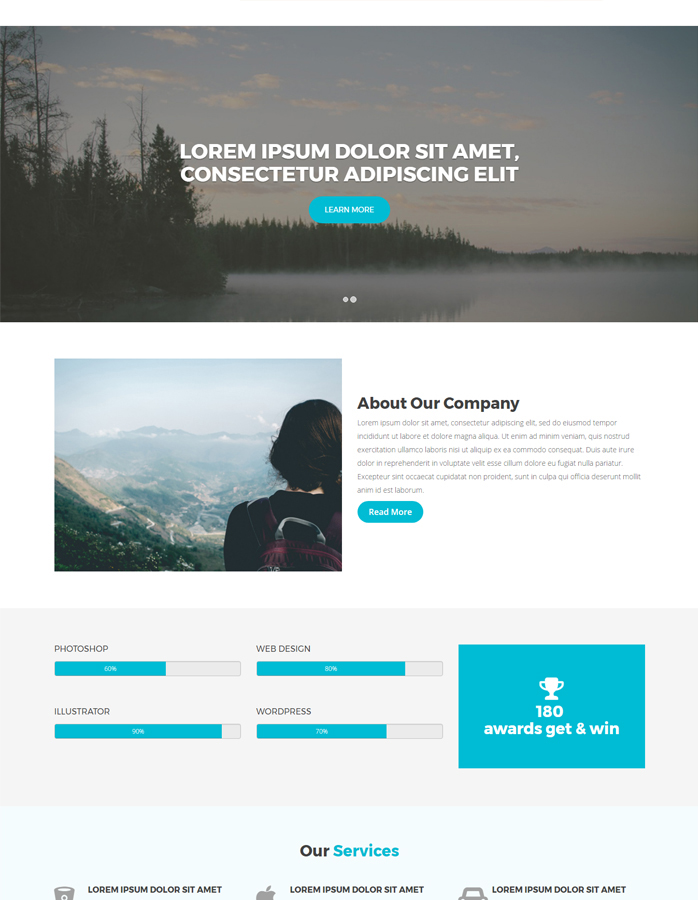 LOREM IPSUM DOLOR SIT AMET,
CONSECTETUR ADIPISCING ELIT
LEARN MORE
About Our Company
Lorem ipsum dolor sit amet, consectetur adipiscing elit, sed do eiusmod tempor
incididunt ut labore et dolore magna aliqua. Ut enim ad minim veniam, quis nostrud
exercitation ullamco laboris nisi ut aliquip ex ea commodo consequat. Duis aute irure
dolor in reprehenderit in voluptate velit esse cillum dolore eu fugiat nulla pariatur.
Excepteur sint occaecat cupidatat non proident, sunt in culpa qui officia deserunt mollit
anim id est laborum.
Read More
PHOTOSHOP
60%
WEB DESIGN
80%
ILLUSTRATOR
90%
WORDPRESS
70%
180
awards get & win
Our Services
LOREM IPSUM DOLOR SIT AMET
LOREM IPSUM DOLOR SIT AMET
LOREM IPSUM DOLOR SIT AMET